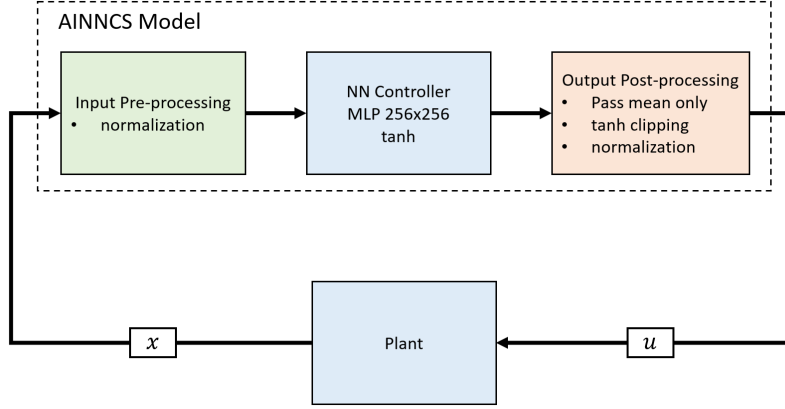 AINNCS Model
Input Pre-processing
• normalization
NN Controller
MLP 256x256
tanh
Output Post-processing
• Pass mean only
• tanh clipping
• normalization
x
Plant
u